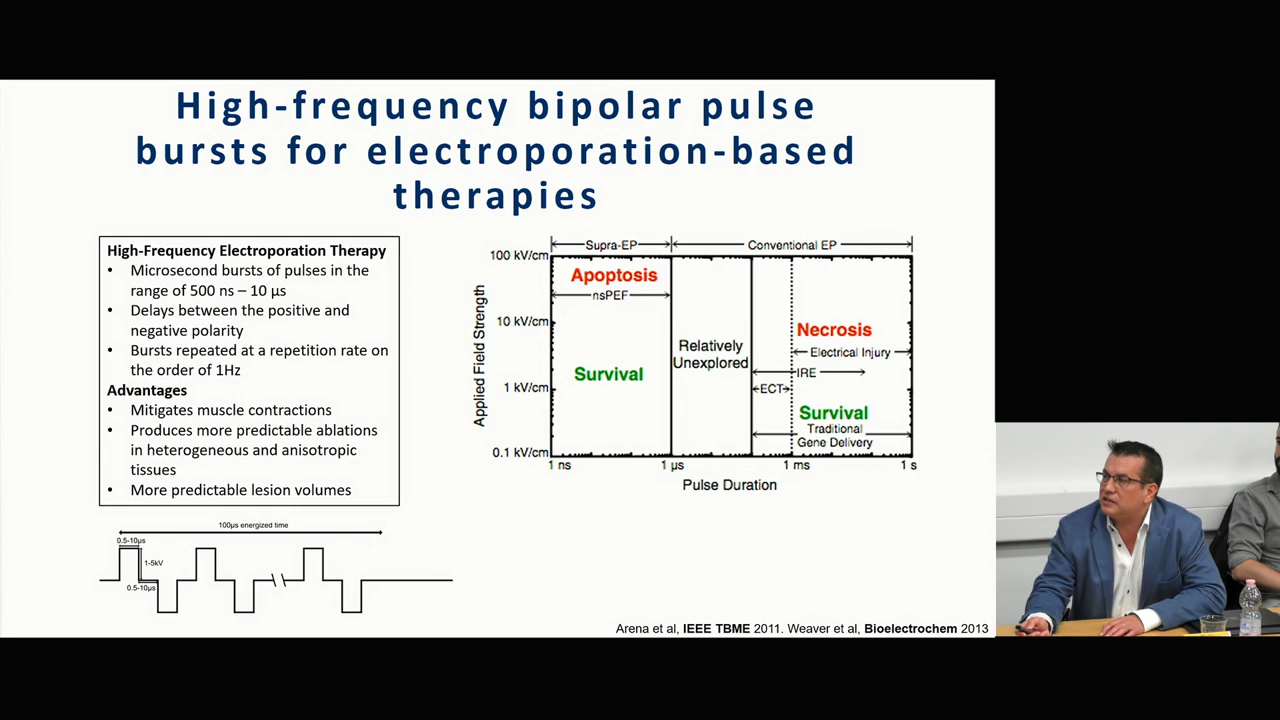 High-frequency bipolar pulse
bursts for electroporation-based
therapies
High-Frequency Electroporation Therapy
• Microsecond bursts of pulses in the
range of 500 ns – 10 µs
• Delays between the positive and
negative polarity
• Bursts repeated at a repetition rate on
the order of 1Hz
Advantages
• Mitigates muscle contractions
• Produces more predictable ablations
in heterogeneous and anisotropic
tissues
• More predictable lesion volumes
100µs energized time
0.5-10µs
1-5kV
0.5-10µs
Supra-EP
Conventional EP
100 kV/cm
10 kV/cm
1 kV/cm
0.1 kV/cm
Applied Field Strength
Apoptosis
nsPEF
Survival
Relatively
Unexplored
Necrosis
Electrical Injury
IRE
ECT
Survival
Traditional
Gene Delivery
1 ns
1 µs
1 ms
1 s
Pulse Duration
Arena et al, IEEE TBME 2011. Weaver et al, Bioelectrochem 2013